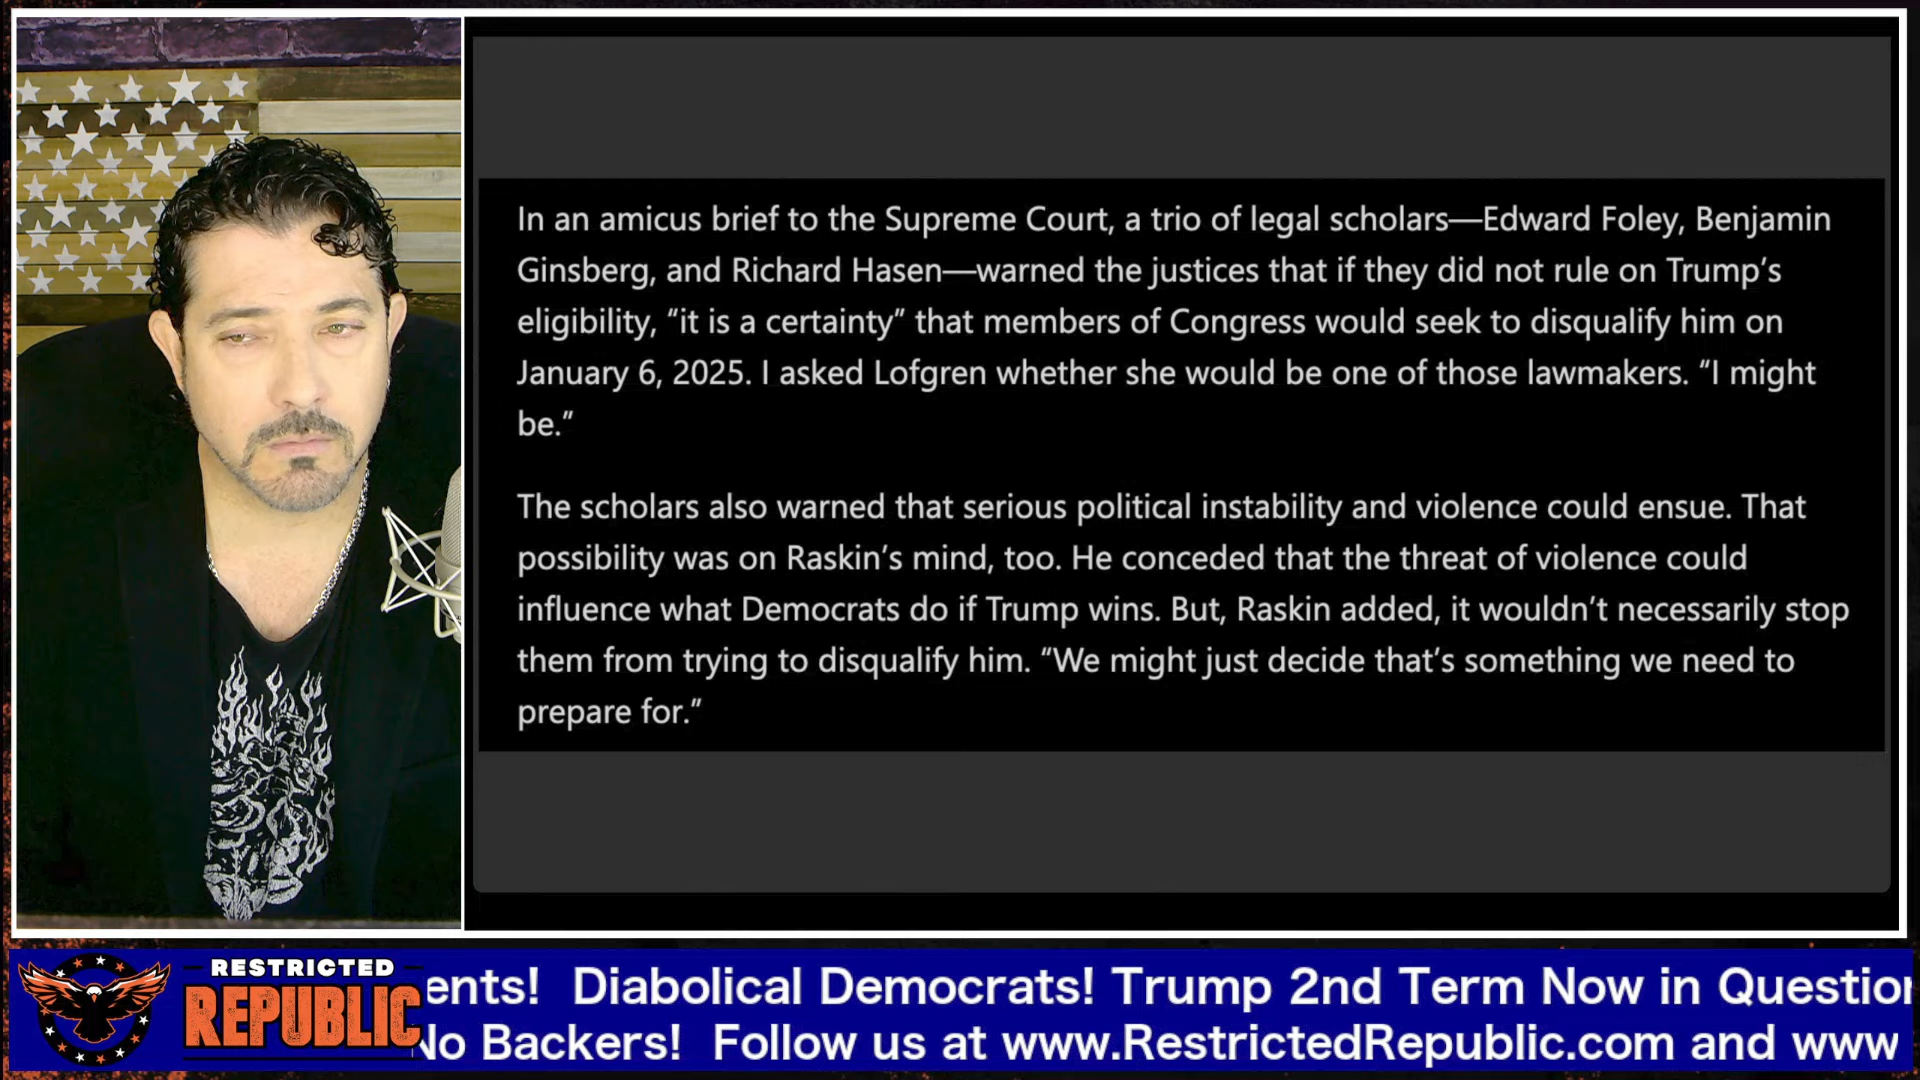 In an amicus brief to the Supreme Court, a trio of legal scholars—Edward Foley, Benjamin
Ginsberg, and Richard Hasen—warned the justices that if they did not rule on Trump’s
eligibility, “it is a certainty” that members of Congress would seek to disqualify him on
January 6, 2025. I asked Lofgren whether she would be one of those lawmakers. “I might
be.”
The scholars also warned that serious political instability and violence could ensue. That
possibility was on Raskin’s mind, too. He conceded that the threat of violence could
influence what Democrats do if Trump wins. But, Raskin added, it wouldn’t necessarily stop
them from trying to disqualify him. “We might just decide that’s something we need to
prepare for.”
RESTRICTED
REPUBLIC
ents! Diabolical Democrats! Trump 2nd Term Now in Question
No Backers! Follow us at www.RestrictedRepublic.com and www